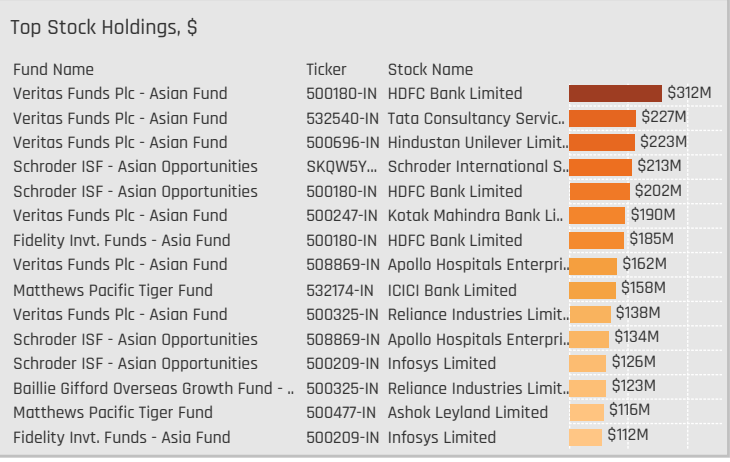 Top Stock Holdings, $
Fund Name Ticker Stock Name
Veritas Funds Plc - Asian Fund 500180-IN HDFC Bank Limited $312M
Veritas Funds Plc - Asian Fund 532540-IN Tata Consultancy Servic.. $227M
Veritas Funds Plc - Asian Fund 500696-IN Hindustan Unilever Limit.. $223M
Schroder ISF - Asian Opportunities SKQW5Y... Schroder International S.. $213M
Schroder ISF - Asian Opportunities 500180-IN HDFC Bank Limited $202M
Veritas Funds Plc - Asian Fund 500247-IN Kotak Mahindra Bank Li.. $190M
Fidelity Invt. Funds - Asia Fund 500180-IN HDFC Bank Limited $185M
Veritas Funds Plc - Asian Fund 508869-IN Apollo Hospitals Enterpri.. $162M
Matthews Pacific Tiger Fund 532174-IN ICICI Bank Limited $158M
Veritas Funds Plc - Asian Fund 500325-IN Reliance Industries Limit.. $138M
Schroder ISF - Asian Opportunities 508869-IN Apollo Hospitals Enterpri.. $134M
Schroder ISF - Asian Opportunities 500209-IN Infosys Limited $126M
Baillie Gifford Overseas Growth Fund - .. 500325-IN Reliance Industries Limit.. $123M
Matthews Pacific Tiger Fund 500477-IN Ashok Leyland Limited $116M
Fidelity Invt. Funds - Asia Fund 500209-IN Infosys Limited $112M